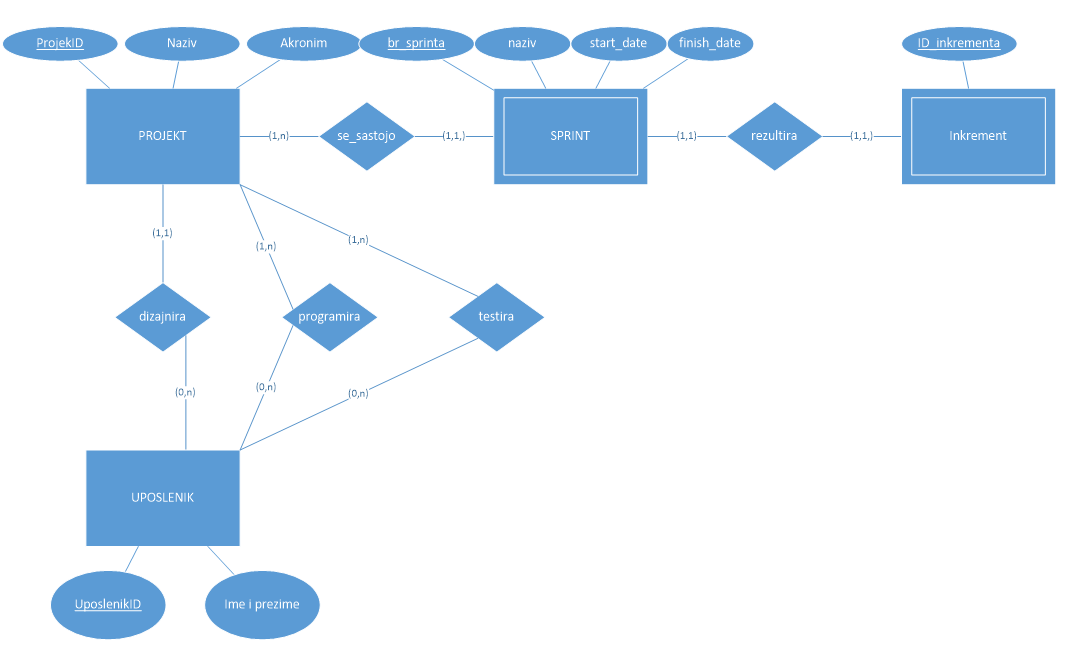 ProjekID
Naziv
Akronim
br_sprinta
naziv
start_date
finish_date
ID_inkrementa
PROJEKT
(1,n)
se_sastojo
(1,1,)
SPRINT
(1,1)
rezultira
(1,1,)
Inkrement
(1,1)
(1,n)
(1,n)
dizajnira
programira
testira
(0,n)
(0,n)
(0,n)
UPOSLENIK
UposlenikID
Ime i prezime